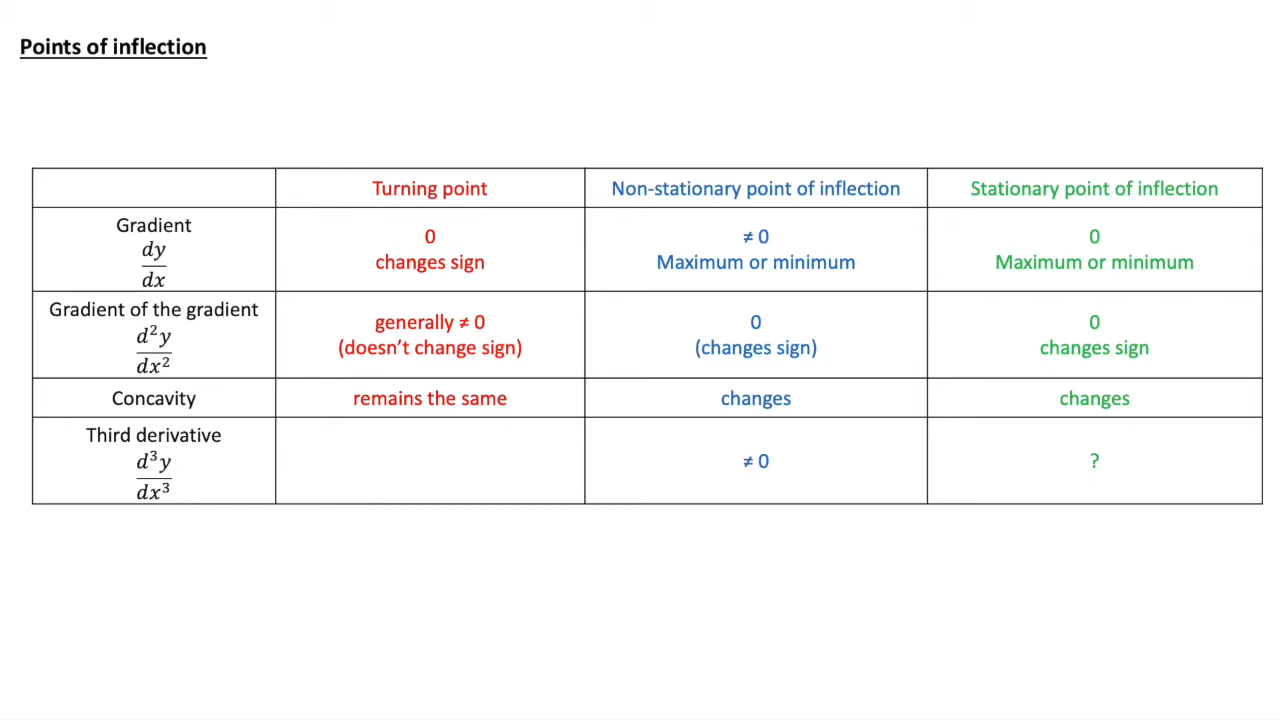 Points of inflection
Turning point
Non-stationary point of inflection
Stationary point of inflection
Gradient
dy
dx
0
changes sign
≠ 0
Maximum or minimum
0
Maximum or minimum
Gradient of the gradient
d²y
dx²
generally ≠ 0
(doesn’t change sign)
0
(changes sign)
0
changes sign
Concavity
remains the same
changes
changes
Third derivative
d³y
dx³
≠ 0
?